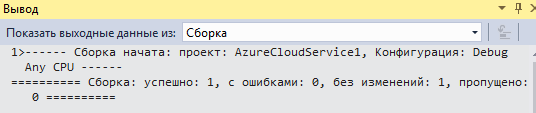 Вывод
Показать выходные данные из: Сборка
1>------ Сборка начата: проект: AzureCloudService1, Конфигурация: Debug
Any CPU ------
========== Сборка: успешно: 1, с ошибками: 0, без изменений: 1, пропущено:
0 ==========